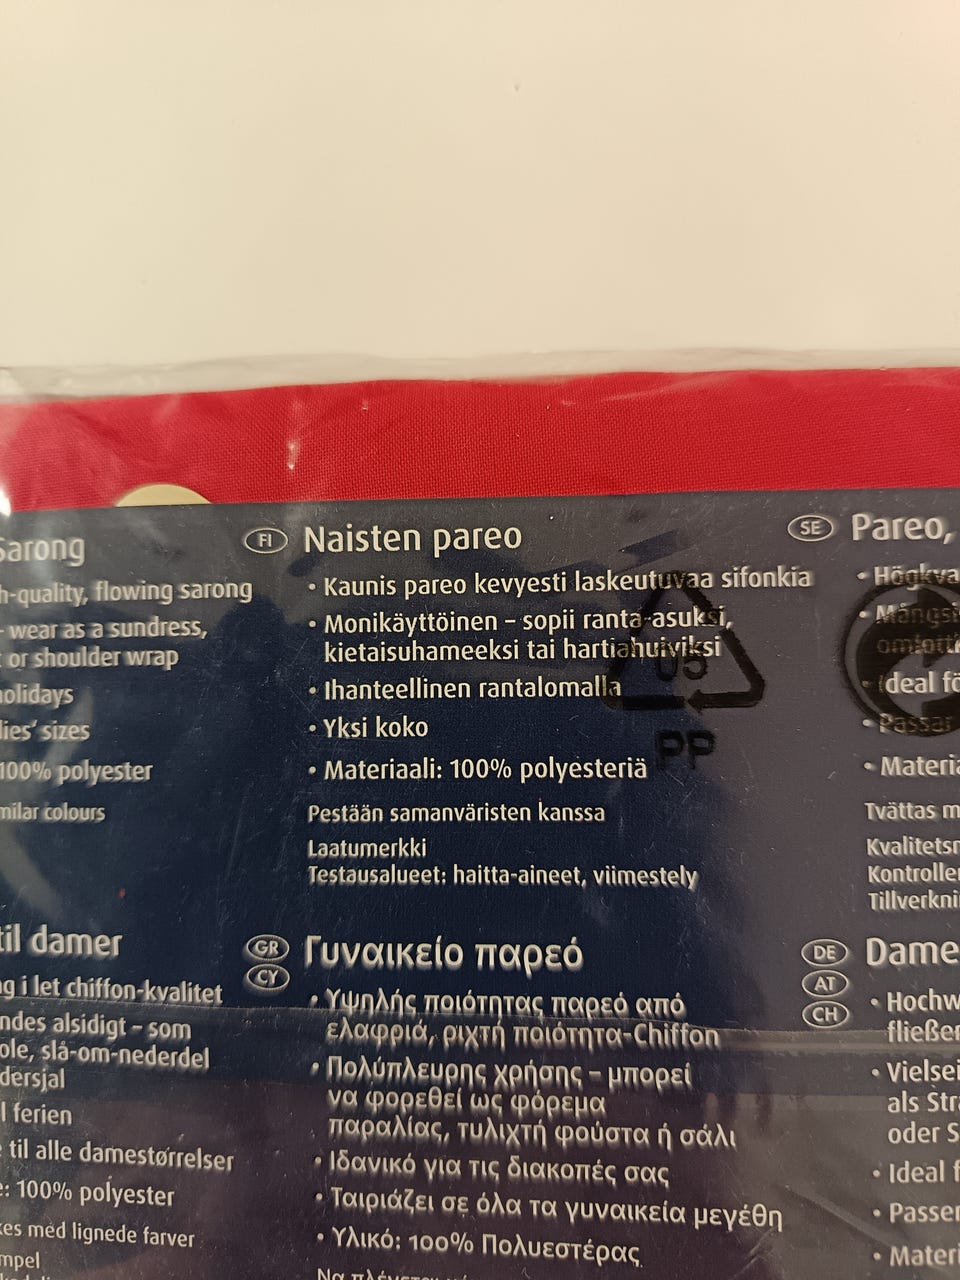 Sarong
h-quality, flowing sarong
- wear as a sundress,
or shoulder wrap
holidays
dies' sizes
100% polyester
milar colours
FI Naisten pareo
• Kaunis pareo kevyesti laskeutuvaa sifonkia
• Monikäyttöinen – sopii ranta-asuksi,
kietaisuhameeksi tai hartiahuiviksi
• Ihanteellinen rantalomalla
• Yksi koko
• Materiaali: 100% polyesteriä
Pestään samanväristen kanssa
Laatumerkki
Testausalueet: haitta-aineet, viimestely
05
PP
SE Pareo,
• Högkva
• Mångsi
• Ideal fö
• Passar
• Materia
Tvättas m
Kvalitetsm
Kontrolle
Tillverkni
til damer
g i let chiffon-kvalitet
ndes alsidigt – som
ole, slå-om-nederdel
dersjal
l ferien
til alle damestørrelser
e: 100% polyester
kes med lignede farver
mpel
GR
CY
Γυναικείο παρεό
• Υψηλής ποιότητας παρεό από
ελαφριά, ριχτή ποιότητα-Chiffon
• Πολύπλευρης χρήσης – μπορεί
να φορεθεί ως φόρεμα
παραλίας, τυλιχτή φούστα ή σάλι
• Ιδανικό για τις διακοπές σας
• Ταιριάζει σε όλα τα γυναικεία μεγέθη
• Υλικό: 100% Πολυεστέρας
DE
AT
CH
Dame
• Hochw
fließer
• Vielsei
als Stra
oder S
• Ideal f
• Passer
• Materi